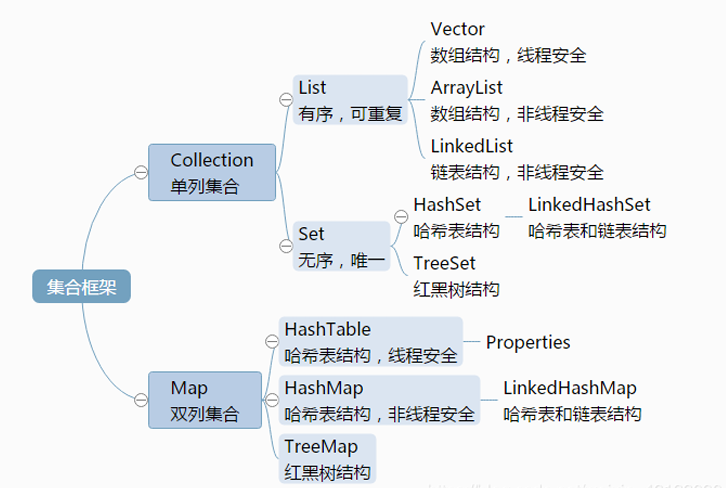 集合框架
Collection
单列集合
List
有序，可重复
Vector
数组结构，线程安全
ArrayList
数组结构，非线程安全
LinkedList
链表结构，非线程安全
Set
无序，唯一
HashSet
哈希表结构
LinkedHashSet
哈希表和链表结构
TreeSet
红黑树结构
Map
双列集合
HashTable
哈希表结构，线程安全
Properties
HashMap
哈希表结构，非线程安全
LinkedHashMap
哈希表和链表结构
TreeMap
红黑树结构